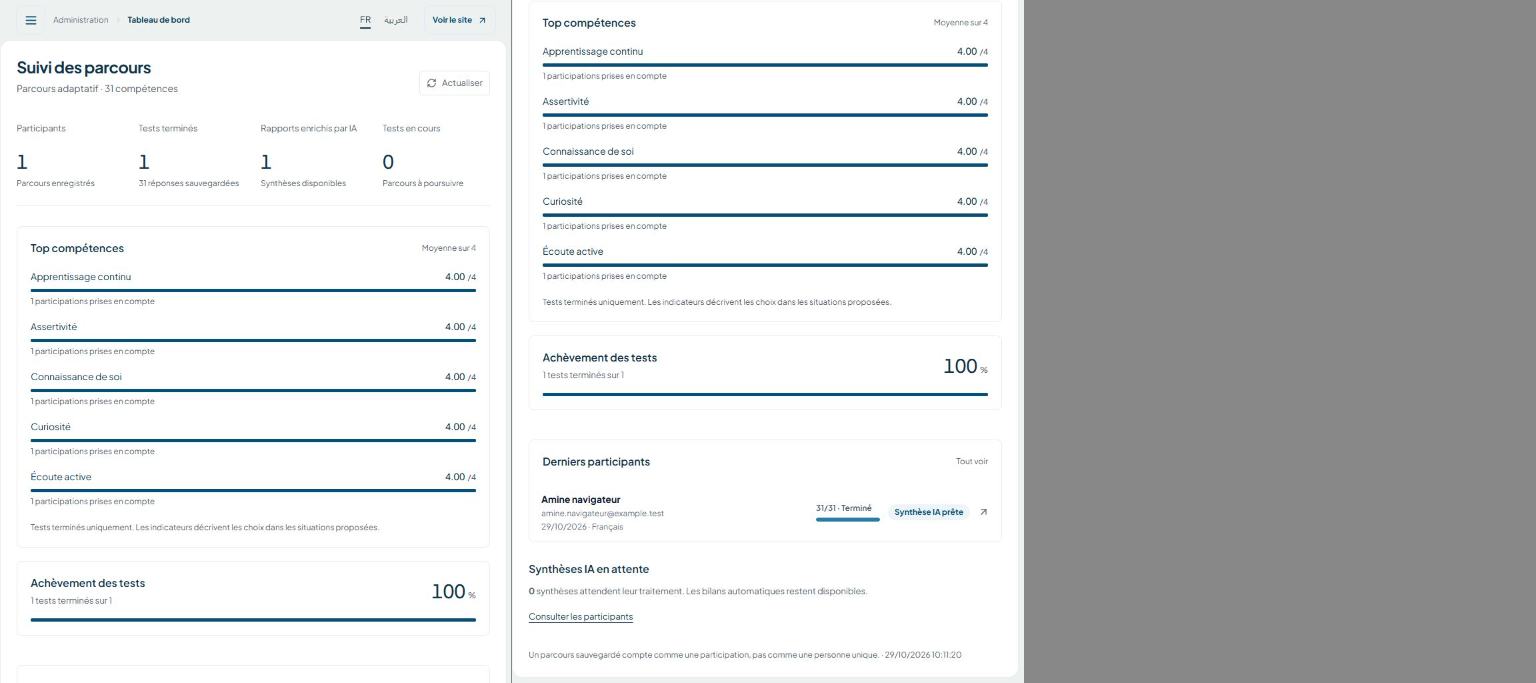 Administration › Tableau de bord FR العربية Voir le site
Suivi des parcours
Parcours adaptatif · 31 compétences
Actualiser
Participants Tests terminés Rapports enrichis par IA Tests en cours
1 1 1 0
Parcours enregistrés 31 réponses sauvegardées Synthèses disponibles Parcours à poursuivre
Top compétences Moyenne sur 4
Apprentissage continu 4.00 /4
1 participations prises en compte
Assertivité 4.00 /4
1 participations prises en compte
Connaissance de soi 4.00 /4
1 participations prises en compte
Curiosité 4.00 /4
1 participations prises en compte
Écoute active 4.00 /4
1 participations prises en compte
Tests terminés uniquement. Les indicateurs décrivent les choix dans les situations proposées.
Achèvement des tests 100 %
1 tests terminés sur 1
Top compétences Moyenne sur 4
Apprentissage continu 4.00 /4
1 participations prises en compte
Assertivité 4.00 /4
1 participations prises en compte
Connaissance de soi 4.00 /4
1 participations prises en compte
Curiosité 4.00 /4
1 participations prises en compte
Écoute active 4.00 /4
1 participations prises en compte
Tests terminés uniquement. Les indicateurs décrivent les choix dans les situations proposées.
Achèvement des tests 100 %
1 tests terminés sur 1
Derniers participants Tout voir
Amine navigateur
amine.navigateur@example.test
29/10/2026 · Français
31/31 · Terminé Synthèse IA prête
Synthèses IA en attente
0 synthèses attendent leur traitement. Les bilans automatiques restent disponibles.
Consulter les participants
Un parcours sauvegardé compte comme une participation, pas comme une personne unique. · 29/10/2026 10:11:20